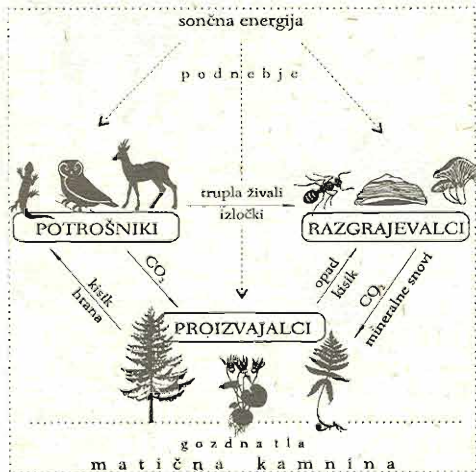 sončna energija
podnebje
trupla živali
izločki
POTROŠNIKI
RAZGRAJEVALCI
kisik
hrana
CO₂
opad
kisik
CO₂
mineralne snovi
PROIZVAJALCI
gozdna tla
matična kamnina